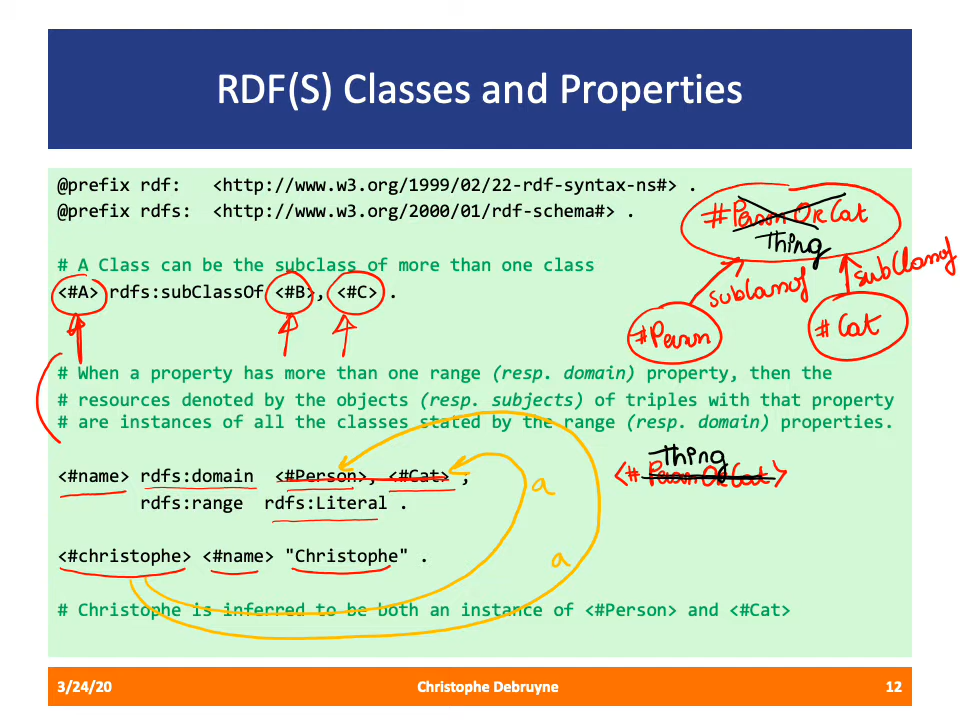 RDF(S) Classes and Properties
@prefix rdf: <http://www.w3.org/1999/02/22-rdf-syntax-ns#> .
@prefix rdfs: <http://www.w3.org/2000/01/rdf-schema#> .
#PersonOrCat
Thing
# A Class can be the subclass of more than one class
<#A> rdfs:subClassOf <#B>, <#C> .
subClassof
subClassof
#Person
#Cat
# When a property has more than one range (resp. domain) property, then the
# resources denoted by the objects (resp. subjects) of triples with that property
# are instances of all the classes stated by the range (resp. domain) properties.
Thing
<#name> rdfs:domain <#Person>, <#Cat> ;
<#PersonOrCat>
rdfs:range rdfs:Literal .
a
<#christophe> <#name> "Christophe" .
a
# Christophe is inferred to be both an instance of <#Person> and <#Cat>
3/24/20
Christophe Debruyne
12